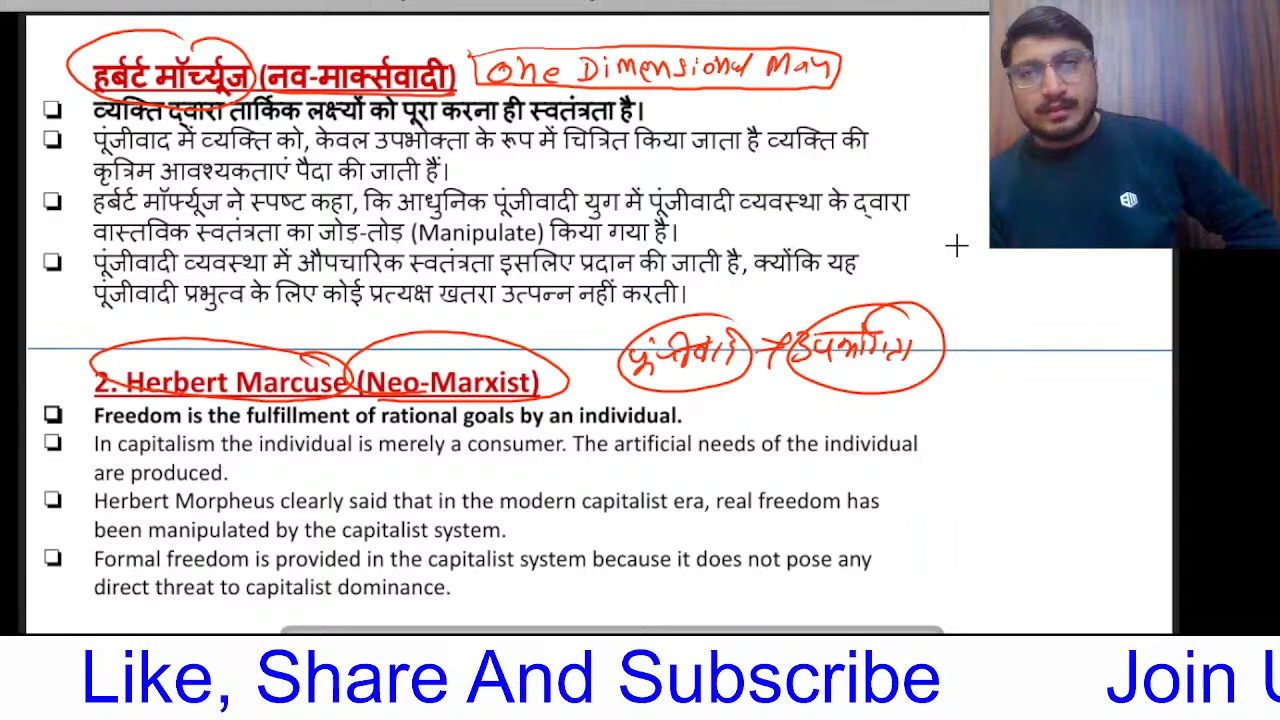 हर्बर्ट मॉर्च्यूज (नव-मार्क्सवादी) One Dimensional Man
❑ व्यक्ति द्वारा तार्किक लक्ष्यों को पूरा करना ही स्वतंत्रता है।
❑ पूंजीवाद में व्यक्ति को, केवल उपभोक्ता के रूप में चित्रित किया जाता है व्यक्ति की
कृत्रिम आवश्यकताएं पैदा की जाती हैं।
❑ हर्बर्ट मॉर्फ्यूज ने स्पष्ट कहा, कि आधुनिक पूंजीवादी युग में पूंजीवादी व्यवस्था के द्वारा
वास्तविक स्वतंत्रता का जोड़-तोड़ (Manipulate) किया गया है।
❑ पूंजीवादी व्यवस्था में औपचारिक स्वतंत्रता इसलिए प्रदान की जाती है, क्योंकि यह
पूंजीवादी प्रभुत्व के लिए कोई प्रत्यक्ष खतरा उत्पन्न नहीं करती।
2. Herbert Marcuse (Neo-Marxist)
❑ Freedom is the fulfillment of rational goals by an individual.
❑ In capitalism the individual is merely a consumer. The artificial needs of the individual
are produced.
❑ Herbert Morpheus clearly said that in the modern capitalist era, real freedom has
been manipulated by the capitalist system.
❑ Formal freedom is provided in the capitalist system because it does not pose any
direct threat to capitalist dominance.
Like, Share And Subscribe Join U